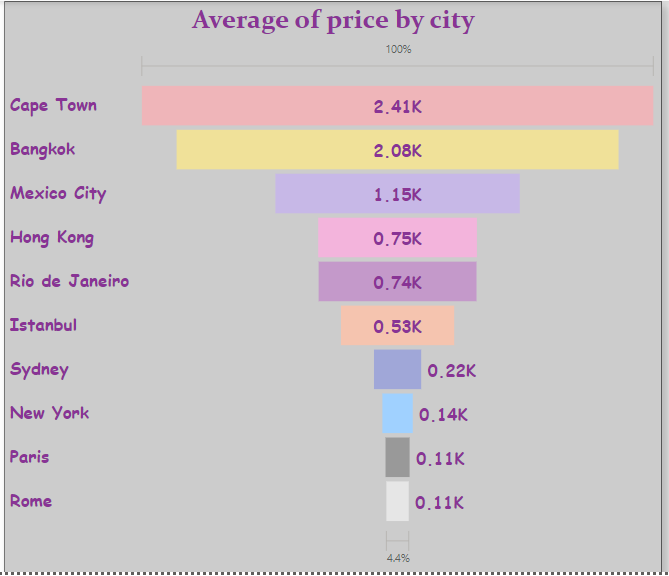 Average of price by city
100%
Cape Town 2.41K
Bangkok 2.08K
Mexico City 1.15K
Hong Kong 0.75K
Rio de Janeiro 0.74K
Istanbul 0.53K
Sydney 0.22K
New York 0.14K
Paris 0.11K
Rome 0.11K
4.4%